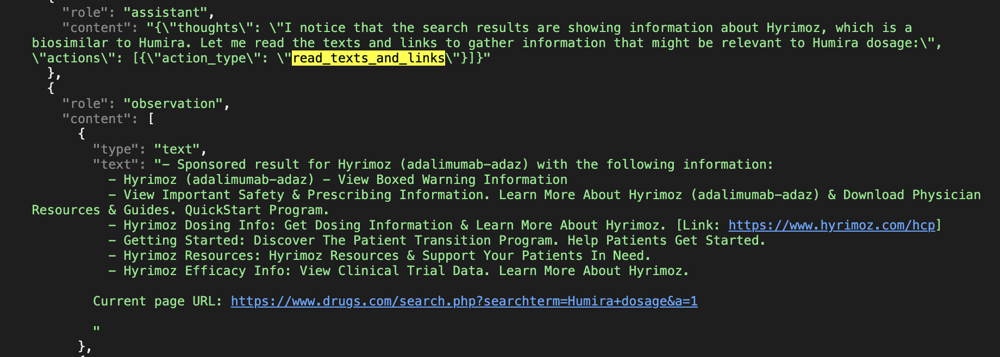 {
"role": "assistant",
"content": "{\"thoughts\": \"I notice that the search results are showing information about Hyrimoz, which is a
biosimilar to Humira. Let me read the texts and links to gather information that might be relevant to Humira dosage:\",
\"actions\": [{\"action_type\": \"read_texts_and_links\"}]}"
},
{
"role": "observation",
"content": [
{
"type": "text",
"text": "– Sponsored result for Hyrimoz (adalimumab–adaz) with the following information:
– Hyrimoz (adalimumab–adaz) – View Boxed Warning Information
– View Important Safety & Prescribing Information. Learn More About Hyrimoz (adalimumab–adaz) & Download Physician
Resources & Guides. QuickStart Program.
– Hyrimoz Dosing Info: Get Dosing Information & Learn More About Hyrimoz. [Link: https://www.hyrimoz.com/hcp]
– Getting Started: Discover The Patient Transition Program. Help Patients Get Started.
– Hyrimoz Resources: Hyrimoz Resources & Support Your Patients In Need.
– Hyrimoz Efficacy Info: View Clinical Trial Data. Learn More About Hyrimoz.
Current page URL: https://www.drugs.com/search.php?searchterm=Humira+dosage&a=1
"
},